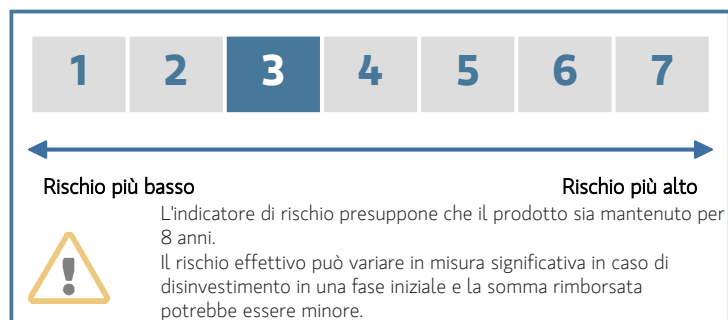 1 2 3 4 5 6 7
Rischio più basso Rischio più alto
L'indicatore di rischio presuppone che il prodotto sia mantenuto per
8 anni.
Il rischio effettivo può variare in misura significativa in caso di
disinvestimento in una fase iniziale e la somma rimborsata
potrebbe essere minore.